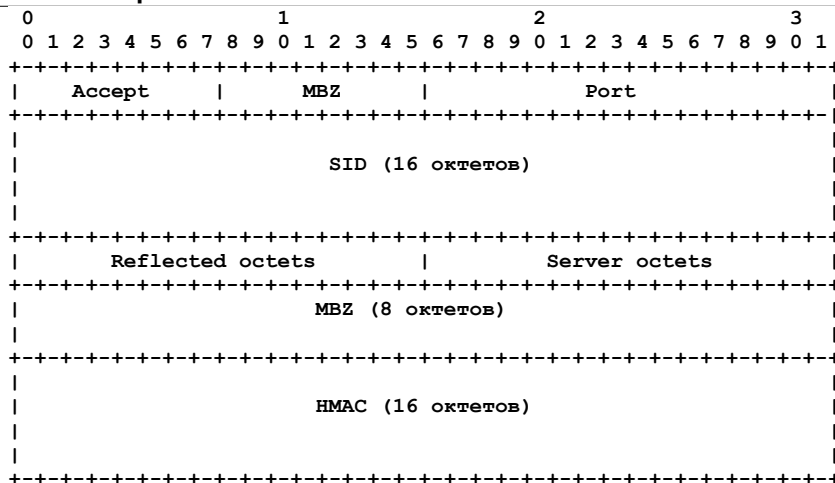 0                   1                   2                   3
0 1 2 3 4 5 6 7 8 9 0 1 2 3 4 5 6 7 8 9 0 1 2 3 4 5 6 7 8 9 0 1
+-+-+-+-+-+-+-+-+-+-+-+-+-+-+-+-+-+-+-+-+-+-+-+-+-+-+-+-+-+-+-+-+
|    Accept     |      MBZ      |            Port               |
+-+-+-+-+-+-+-+-+-+-+-+-+-+-+-+-+-+-+-+-+-+-+-+-+-+-+-+-+-+-+-+-|
|                                                               |
|                        SID (16 октетов)                       |
|                                                               |
|                                                               |
+-+-+-+-+-+-+-+-+-+-+-+-+-+-+-+-+-+-+-+-+-+-+-+-+-+-+-+-+-+-+-+-+
|       Reflected octets        |         Server octets         |
+-+-+-+-+-+-+-+-+-+-+-+-+-+-+-+-+-+-+-+-+-+-+-+-+-+-+-+-+-+-+-+-+
|                       MBZ (8 октетов)                         |
|                                                               |
+-+-+-+-+-+-+-+-+-+-+-+-+-+-+-+-+-+-+-+-+-+-+-+-+-+-+-+-+-+-+-+-+
|                                                               |
|                       HMAC (16 октетов)                       |
|                                                               |
|                                                               |
+-+-+-+-+-+-+-+-+-+-+-+-+-+-+-+-+-+-+-+-+-+-+-+-+-+-+-+-+-+-+-+-+